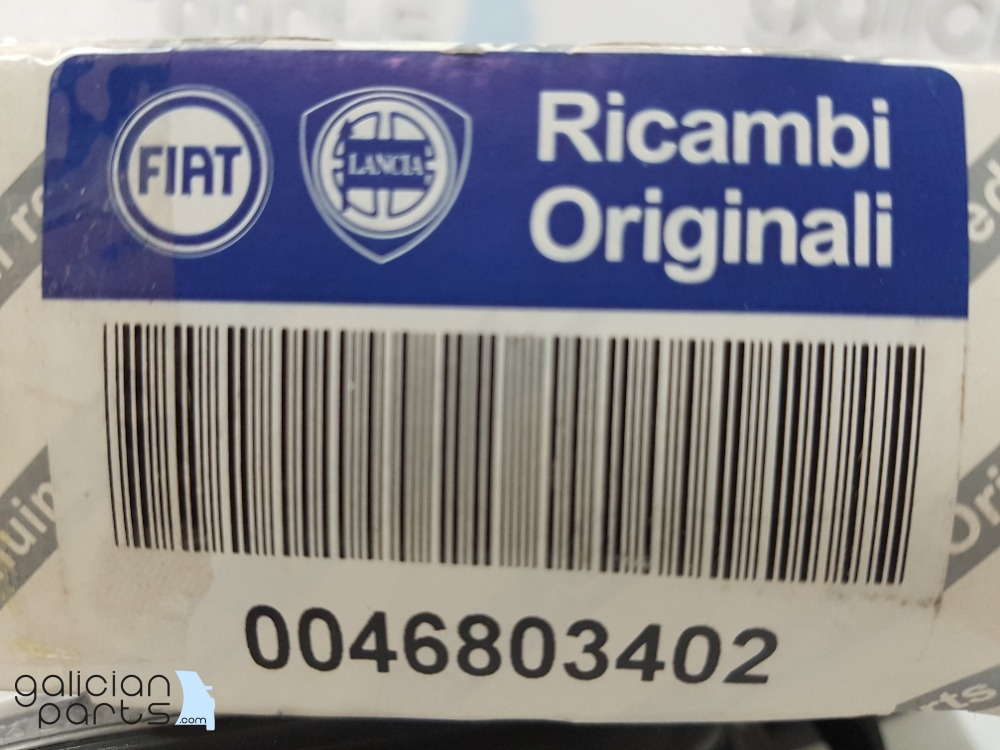 FIAT
LANCIA
Ricambi
Originali
0046803402
galician
parts.com